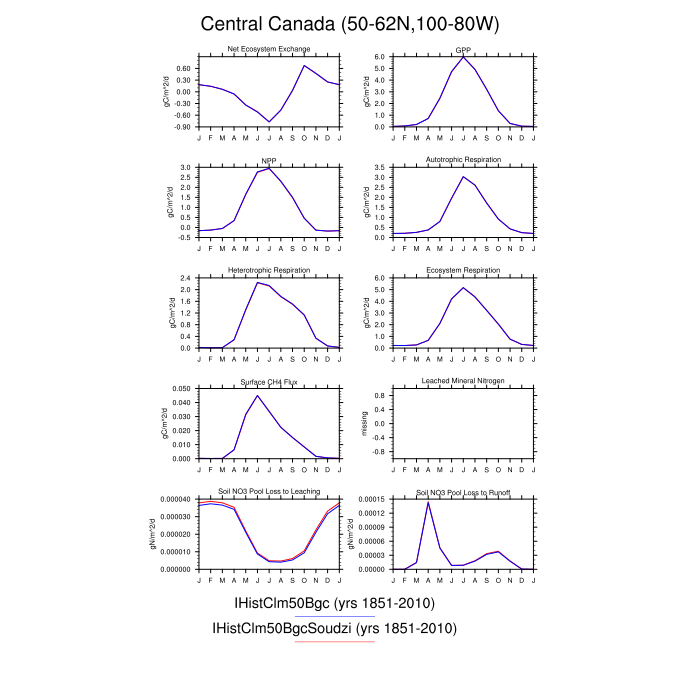 Central Canada (50-62N,100-80W)
Net Ecosystem Exchange
gC/m^2/d
0.60
0.30
0.00
-0.30
-0.60
-0.90
J F M A M J J A S O N D J
GPP
gC/m^2/d
6.0
5.0
4.0
3.0
2.0
1.0
0.0
J F M A M J J A S O N D J
NPP
gC/m^2/d
3.0
2.5
2.0
1.5
1.0
0.5
0.0
-0.5
J F M A M J J A S O N D J
Autotrophic Respiration
gC/m^2/d
3.5
3.0
2.5
2.0
1.5
1.0
0.5
0.0
J F M A M J J A S O N D J
Heterotrophic Respiration
gC/m^2/d
2.4
2.0
1.6
1.2
0.8
0.4
0.0
J F M A M J J A S O N D J
Ecosystem Respiration
gC/m^2/d
6.0
5.0
4.0
3.0
2.0
1.0
0.0
J F M A M J J A S O N D J
Surface CH4 Flux
gC/m^2/d
0.050
0.040
0.030
0.020
0.010
0.000
J F M A M J J A S O N D J
Leached Mineral Nitrogen
missing
0.8
0.4
0.0
-0.4
-0.8
J F M A M J J A S O N D J
Soil NO3 Pool Loss to Leaching
gN/m^2/d
0.000040
0.000030
0.000020
0.000010
0.000000
J F M A M J J A S O N D J
Soil NO3 Pool Loss to Runoff
gN/m^2/d
0.00015
0.00012
0.00009
0.00006
0.00003
0.00000
J F M A M J J A S O N D J
IHistClm50Bgc (yrs 1851-2010)
IHistClm50BgcSoudzi (yrs 1851-2010)